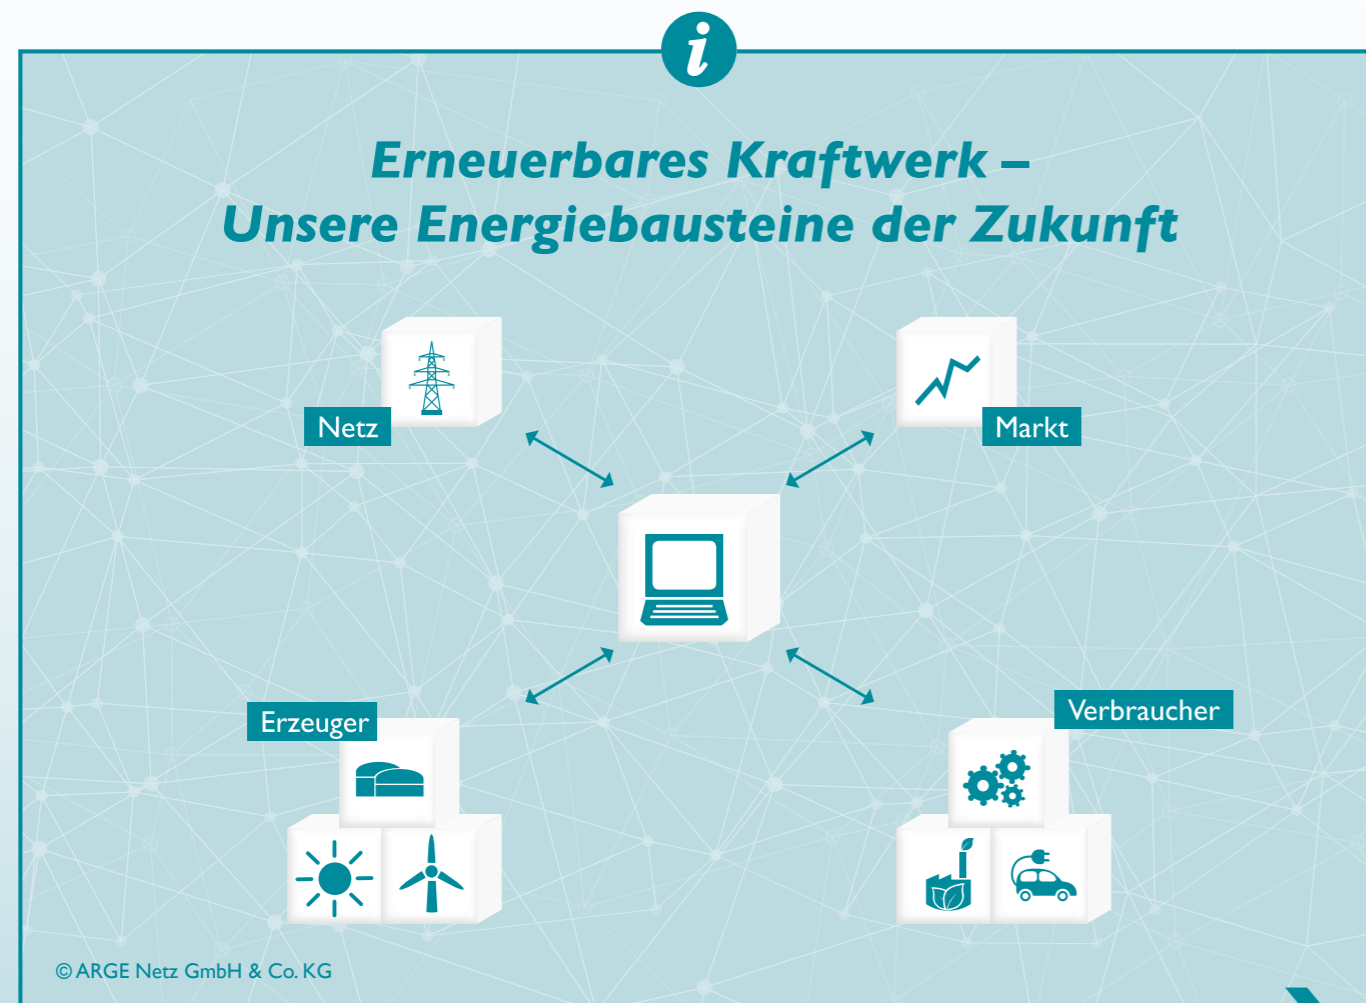 i
Erneuerbares Kraftwerk –
Unsere Energiebausteine der Zukunft
Netz
Markt
Erzeuger
Verbraucher
© ARGE Netz GmbH & Co. KG